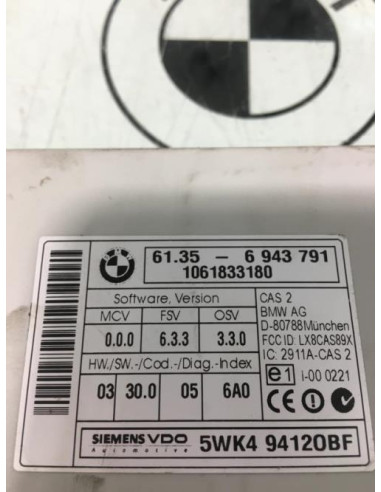 BMW
61.35 - 6 943 791
1061833180
Software, Version
MCV FSV OSV
0.0.0 6.3.3 3.3.0
HW./SW.-/Cod.-/Diag.-Index
03 30.0 05 6A0
CAS 2
BMW AG
D-80788München
FCC ID: LX8CAS89X
IC: 2911A-CAS 2
e1 i-00 0221
CE
SIEMENS VDO
Automotive
5WK4 94120BF